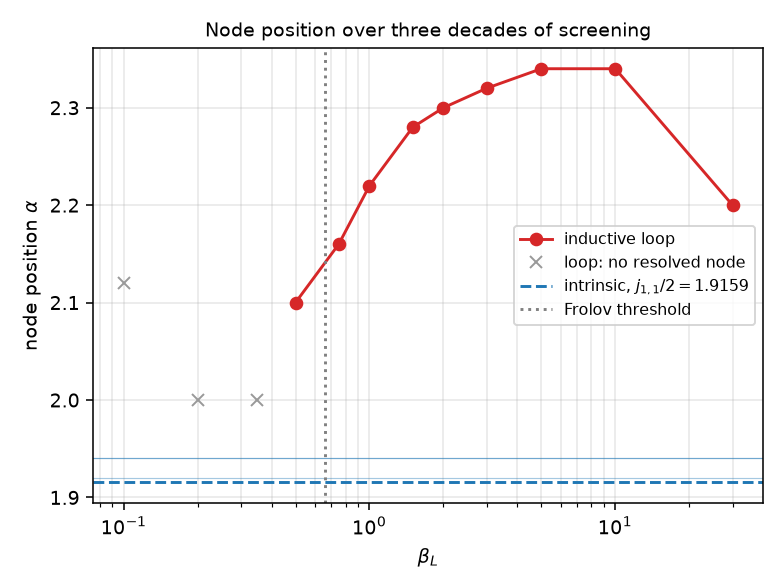 Node position over three decades of screening
node position α
2.3
2.2
2.1
2.0
1.9
inductive loop
loop: no resolved node
intrinsic, j₁,₁/2 = 1.9159
Frolov threshold
10⁻¹ 10⁰ 10¹
β_L